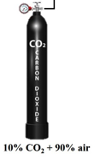 CO₂
CARBON DIOXIDE
10% CO₂ + 90% air